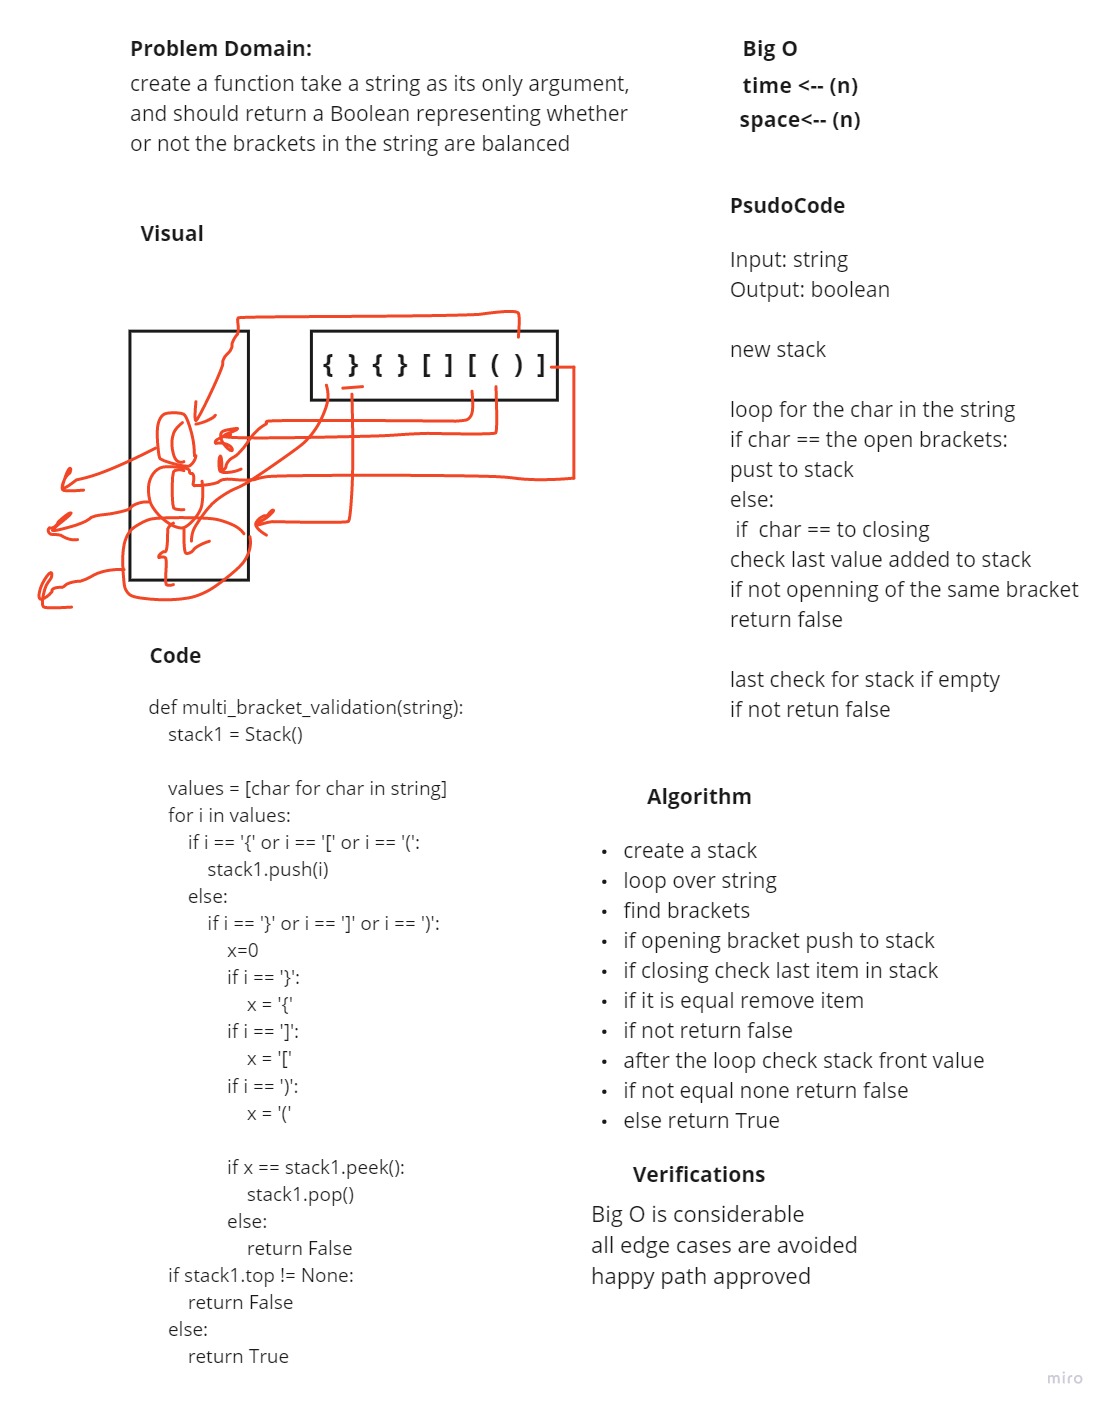 Problem Domain:
create a function take a string as its only argument,
and should return a Boolean representing whether
or not the brackets in the string are balanced
Big O
time <-- (n)
space<-- (n)
Visual
{ } { } [ ] [ ( ) ]
(
[
{
PsudoCode
Input: string
Output: boolean
new stack
loop for the char in the string
if char == the open brackets:
pust to stack
else:
if  char == to closing
check last value added to stack
if not openning of the same bracket
return false
last check for stack if empty
if not retun false
Code
def multi_bracket_validation(string):
stack1 = Stack()
values = [char for char in string]
for i in values:
if i == '{' or i == '[' or i == '(':
stack1.push(i)
else:
if i == '}' or i == ']' or i == ')':
x=0
if i == '}':
x = '{'
if i == ']':
x = '['
if i == ')':
x = '('
if x == stack1.peek():
stack1.pop()
else:
return False
if stack1.top != None:
return False
else:
return True
Algorithm
• create a stack
• loop over string
• find brackets
• if opening bracket push to stack
• if closing check last item in stack
• if it is equal remove item
• if not return false
• after the loop check stack front value
• if not equal none return false
• else return True
Verifications
Big O is considerable
all edge cases are avoided
happy path approved
miro